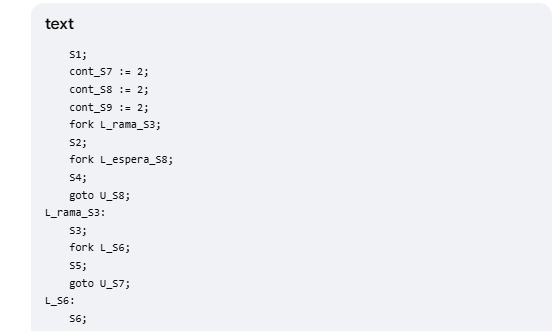 text
S1;
cont_S7 := 2;
cont_S8 := 2;
cont_S9 := 2;
fork L_rama_S3;
S2;
fork L_espera_S8;
S4;
goto U_S8;
L_rama_S3:
S3;
fork L_S6;
S5;
goto U_S7;
L_S6:
S6;